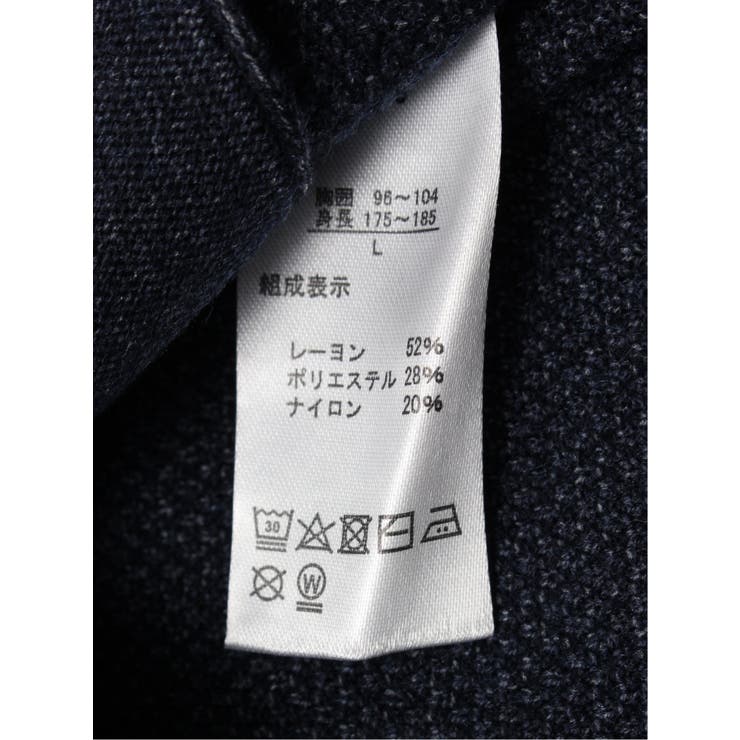 胸囲 96～104
身長 175～185
L
組成表示
レーヨン 52%
ポリエステル 28%
ナイロン 20%
30
W